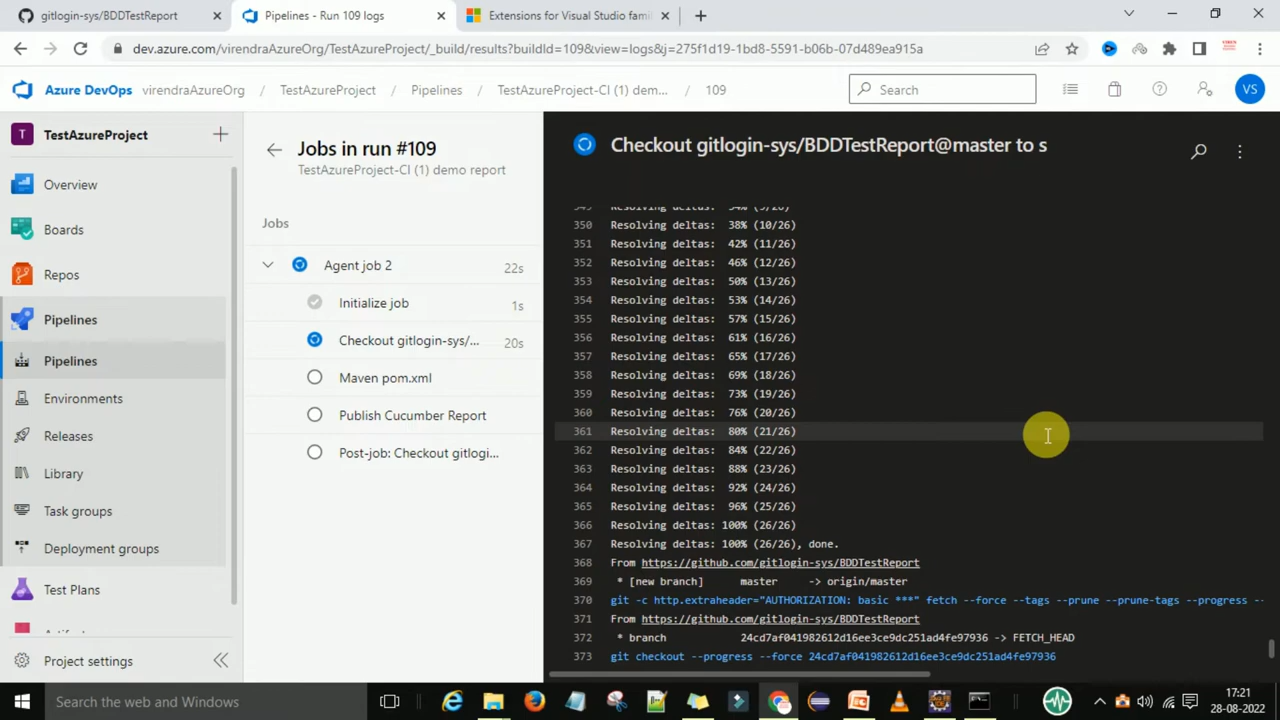 gitlogin-sys/BDDTestReport
Pipelines - Run 109 logs
Extensions for Visual Studio famil
dev.azure.com/virendraAzureOrg/TestAzureProject/_build/results?buildId=109&view=logs&j=275f1d19-1bd8-5591-b06b-07d489ea915a
Azure DevOps virendraAzureOrg / TestAzureProject / Pipelines / TestAzureProject-CI (1) demo... / 109
Search
VS
T TestAzureProject
Overview
Boards
Repos
Pipelines
Pipelines
Environments
Releases
Library
Task groups
Deployment groups
Test Plans
Project settings
Jobs in run #109
TestAzureProject-CI (1) demo report
Jobs
Agent job 2 22s
Initialize job 1s
Checkout gitlogin-sys/... 20s
Maven pom.xml
Publish Cucumber Report
Post-job: Checkout gitlogi...
Checkout gitlogin-sys/BDDTestReport@master to s
349 Resolving deltas: 34% (9/26)
350 Resolving deltas: 38% (10/26)
351 Resolving deltas: 42% (11/26)
352 Resolving deltas: 46% (12/26)
353 Resolving deltas: 50% (13/26)
354 Resolving deltas: 53% (14/26)
355 Resolving deltas: 57% (15/26)
356 Resolving deltas: 61% (16/26)
357 Resolving deltas: 65% (17/26)
358 Resolving deltas: 69% (18/26)
359 Resolving deltas: 73% (19/26)
360 Resolving deltas: 76% (20/26)
361 Resolving deltas: 80% (21/26)
362 Resolving deltas: 84% (22/26)
363 Resolving deltas: 88% (23/26)
364 Resolving deltas: 92% (24/26)
365 Resolving deltas: 96% (25/26)
366 Resolving deltas: 100% (26/26)
367 Resolving deltas: 100% (26/26), done.
368 From https://github.com/gitlogin-sys/BDDTestReport
369 * [new branch] master -> origin/master
370 git -c http.extraheader="AUTHORIZATION: basic ***" fetch --force --tags --prune --prune-tags --progress --
371 From https://github.com/gitlogin-sys/BDDTestReport
372 * branch 24cd7af041982612d16ee3ce9dc251ad4fe97936 -> FETCH_HEAD
373 git checkout --progress --force 24cd7af041982612d16ee3ce9dc251ad4fe97936
Search the web and Windows
17:21
28-08-2022